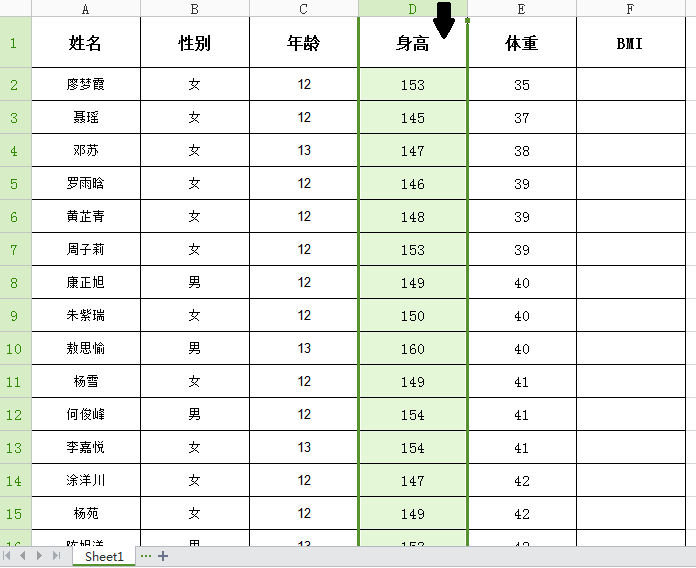 A B C D E F
1 姓名 性别 年龄 身高 体重 BMI
2 廖梦霞 女 12 153 35
3 聂瑶 女 12 145 37
4 邓苏 女 13 147 38
5 罗雨晗 女 12 146 39
6 黄芷青 女 12 148 39
7 周子莉 女 12 153 39
8 康正旭 男 12 149 40
9 朱紫瑞 女 12 150 40
10 敖思愉 男 13 160 40
11 杨雪 女 12 149 41
12 何俊峰 男 12 154 41
13 李嘉悦 女 13 154 41
14 涂洋川 女 12 147 42
15 杨苑 女 12 149 42
16 男 13 42
Sheet1 ··· +